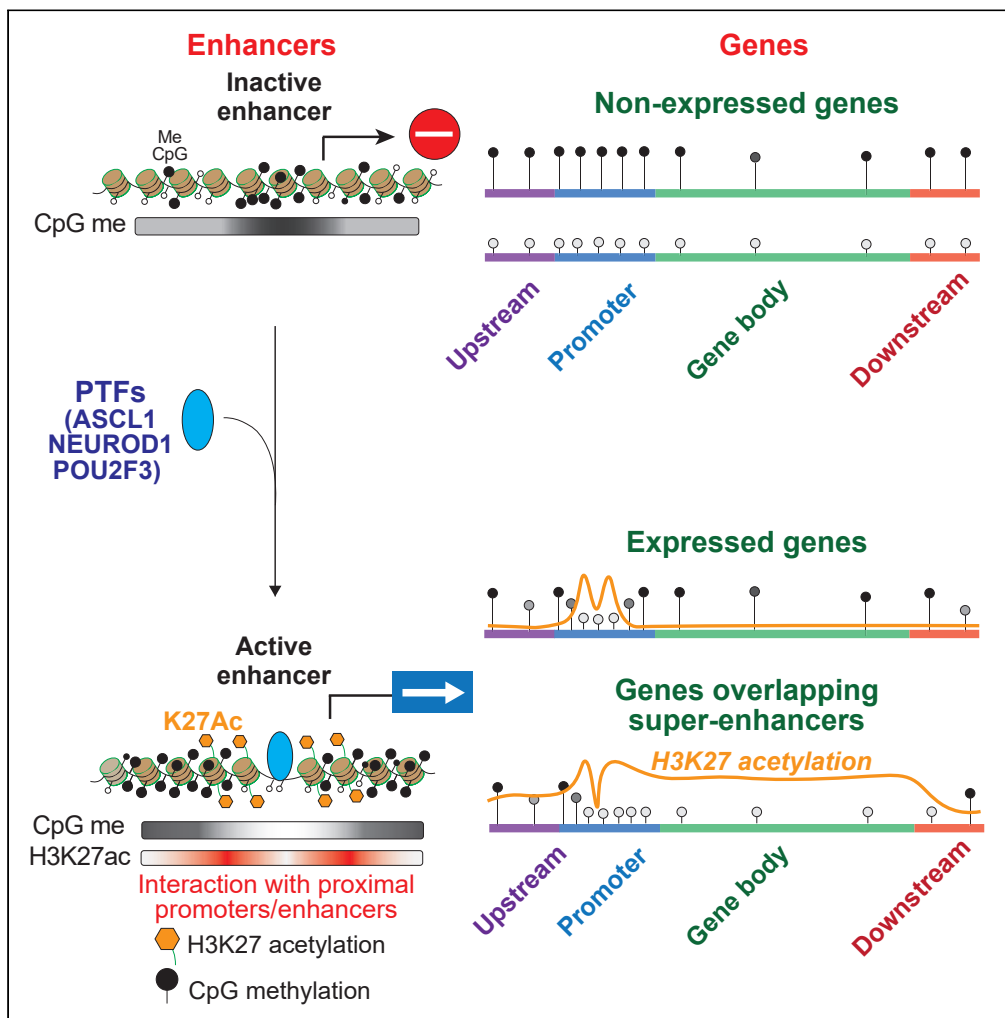 Enhancers
Inactive
enhancer
Me
CpG
CpG me
PTFs
(ASCL1
NEUROD1
POU2F3)
Active
enhancer
K27Ac
CpG me
H3K27ac
Interaction with proximal
promoters/enhancers
H3K27 acetylation
CpG methylation
Genes
Non-expressed genes
Upstream
Promoter
Gene body
Downstream
Expressed genes
Genes overlapping
super-enhancers
H3K27 acetylation
Upstream
Promoter
Gene body
Downstream